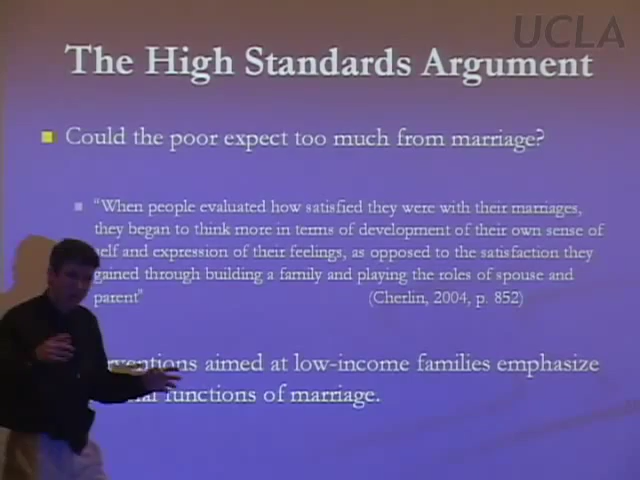 UCLA
The High Standards Argument
Could the poor expect too much from marriage?
"When people evaluated how satisfied they were with their marriages,
they began to think more in terms of development of their own sense of
self and expression of their feelings, as opposed to the satisfaction they
gained through building a family and playing the roles of spouse and
parent" (Cherlin, 2004, p. 852)
aimed at low-income families emphasize
functions of marriage.